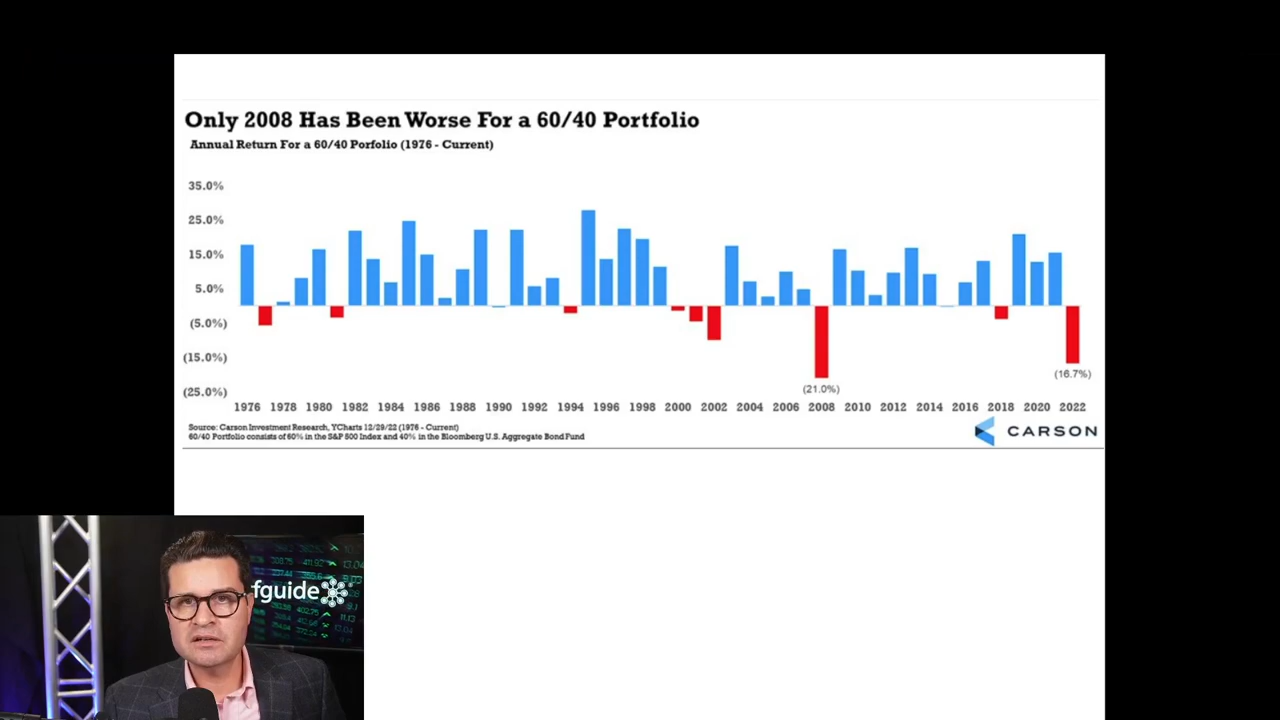 Only 2008 Has Been Worse For a 60/40 Portfolio
Annual Return For a 60/40 Porfolio (1976 - Current)
35.0%
25.0%
15.0%
5.0%
(5.0%)
(15.0%)
(25.0%)
(21.0%)
(16.7%)
1976 1978 1980 1982 1984 1986 1988 1990 1992 1994 1996 1998 2000 2002 2004 2006 2008 2010 2012 2014 2016 2018 2020 2022
Source: Carson Investment Research, YCharts 12/29/22 (1976 - Current)
60/40 Portfolio consists of 60% in the S&P 500 Index and 40% in the Bloomberg U.S. Aggregate Bond Fund
CARSON
fguide